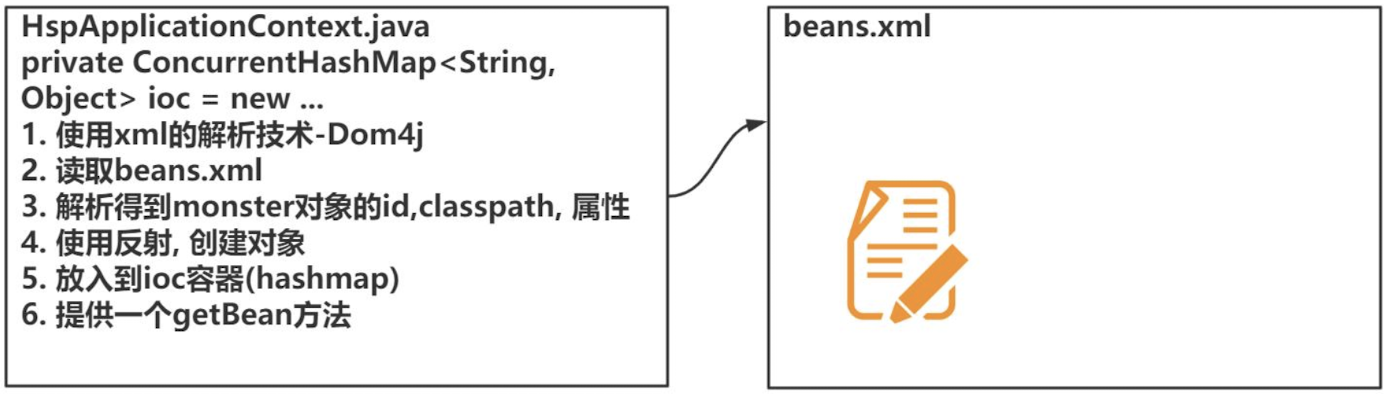 HspApplicationContext.java
private ConcurrentHashMap<String,
Object> ioc = new ...
1. 使用xml的解析技术-Dom4j
2. 读取beans.xml
3. 解析得到monster对象的id,classpath, 属性
4. 使用反射, 创建对象
5. 放入到ioc容器(hashmap)
6. 提供一个getBean方法
beans.xml